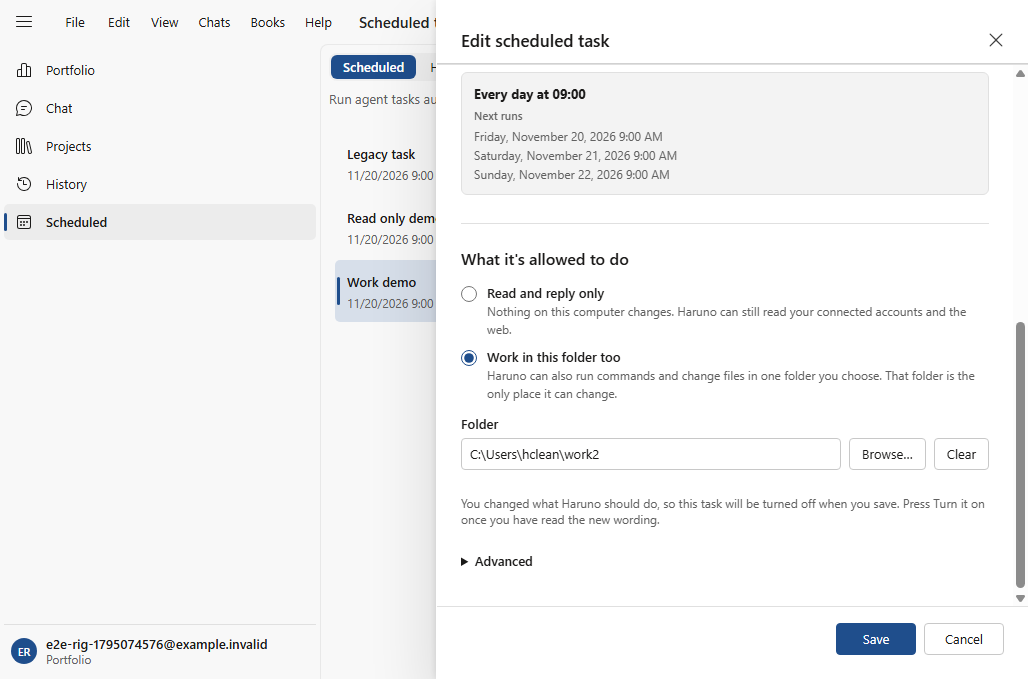 File Edit View Chats Books Help
Scheduled
Edit scheduled task
Portfolio
Chat
Projects
History
Scheduled
Scheduled
Run agent tasks
Legacy task
11/20/2026 9:00
Read only dem
11/20/2026 9:00
Work demo
11/20/2026 9:00
Every day at 09:00
Next runs
Friday, November 20, 2026 9:00 AM
Saturday, November 21, 2026 9:00 AM
Sunday, November 22, 2026 9:00 AM
What it's allowed to do
Read and reply only
Nothing on this computer changes. Haruno can still read your connected accounts and the
web.
Work in this folder too
Haruno can also run commands and change files in one folder you choose. That folder is the
only place it can change.
Folder
C:\Users\hclean\work2
Browse...
Clear
You changed what Haruno should do, so this task will be turned off when you save. Press Turn it on
once you have read the new wording.
Advanced
Save
Cancel
ER
e2e-rig-1795074576@example.invalid
Portfolio